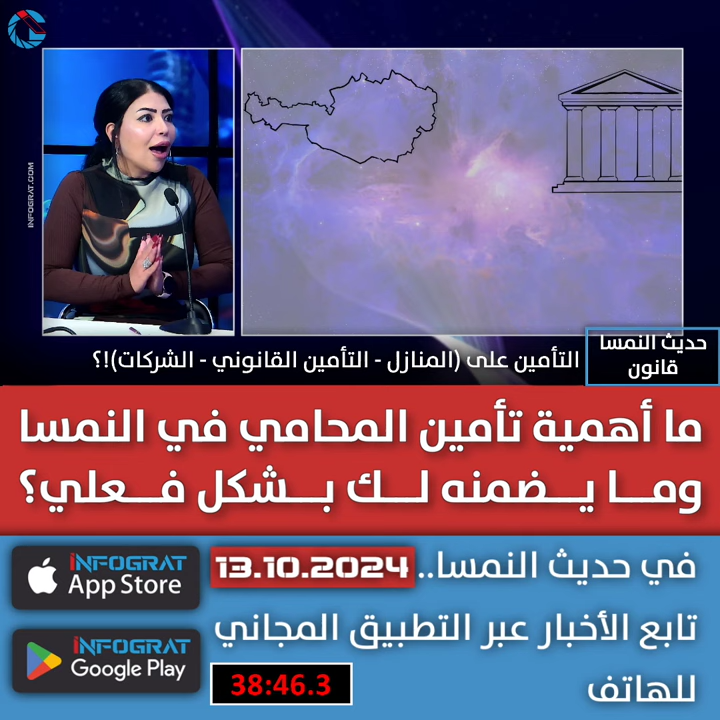 INFOGRAT.COM
حديث النمسا
قانون
التأمين على (المنازل - التأمين القانوني - الشركات)!؟
ما أهمية تأمين المحامي في النمسا
وما يضمنه لك بشكل فعلي؟
في حديث النمسا.. 13.10.2024
تابع الأخبار عبر التطبيق المجاني
للهاتف
INFOGRAT
App Store
INFOGRAT
Google Play
38:46.3